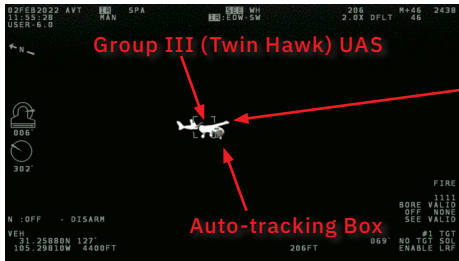 02FEB2022 AVT IR SPA SEE WH 206 M+46 2438
11:55:28 MAN IR:EOW-SW 2.0X DFLT 46
USER-6.0
Group III (Twin Hawk) UAS
N
006
302°
FIRE
1111
BORE VALID
OFF NONE
SEE VALID
Auto-tracking Box
N :OFF - DISARM
#1 TGT
VEH 069° NO TGT SOL
31.25880N 127° ENABLE LRF
105.29810W 4400FT 206FT